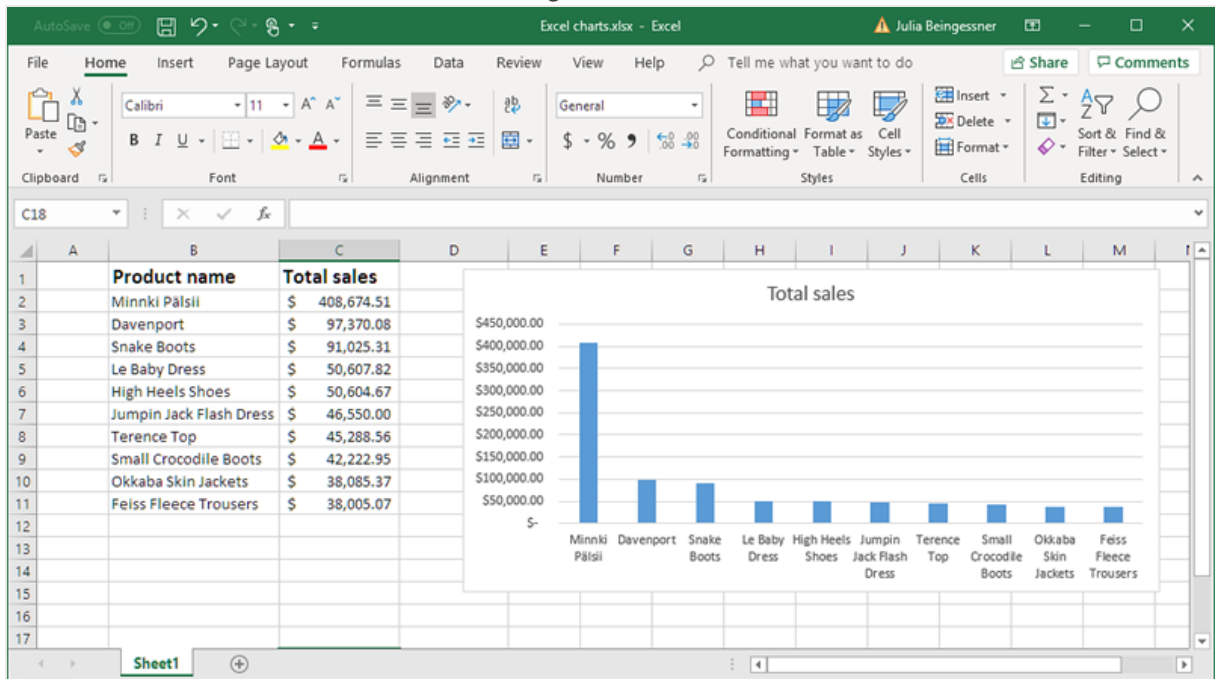 AutoSave Off Excel charts.xlsx - Excel Julia Beingessner
File Home Insert Page Layout Formulas Data Review View Help Tell me what you want to do Share Comments
Paste Calibri 11 A^ A˅ General Conditional Formatting Format as Table Cell Styles Insert Delete Format Sort & Filter Find & Select
B I U A $ % , .00
Clipboard Font Alignment Number Styles Cells Editing
C18 fx
A B C D E F G H I J K L M
1 Product name Total sales
2 Minnki Pälsii $ 408,674.51
3 Davenport $ 97,370.08
4 Snake Boots $ 91,025.31
5 Le Baby Dress $ 50,607.82
6 High Heels Shoes $ 50,604.67
7 Jumpin Jack Flash Dress $ 46,550.00
8 Terence Top $ 45,288.56
9 Small Crocodile Boots $ 42,222.95
10 Okkaba Skin Jackets $ 38,085.37
11 Feiss Fleece Trousers $ 38,005.07
12
13
14
15
16
17
Total sales
$450,000.00
$400,000.00
$350,000.00
$300,000.00
$250,000.00
$200,000.00
$150,000.00
$100,000.00
$50,000.00
$-
Minnki Davenport Snake Le Baby High Heels Jumpin Terence Small Okkaba Feiss
Pälsii Boots Dress Shoes Jack Flash Top Crocodile Skin Fleece
Dress Boots Jackets Trousers
Sheet1